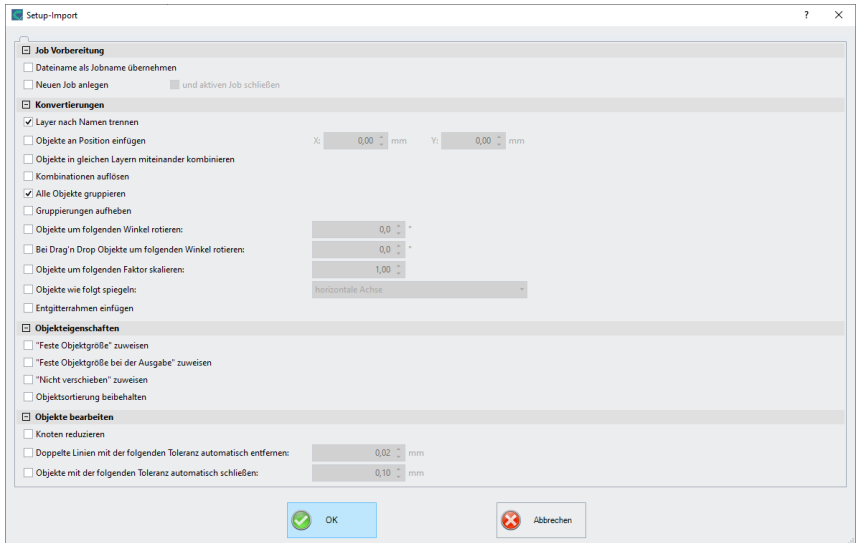 Setup-Import ? ×
Job Vorbereitung
Dateiname als Jobname übernehmen
Neuen Job anlegen und aktiven Job schließen
Konvertierungen
Layer nach Namen trennen
Objekte an Position einfügen X: 0,00 mm Y: 0,00 mm
Objekte in gleichen Layern miteinander kombinieren
Kombinationen auflösen
Alle Objekte gruppieren
Gruppierungen aufheben
Objekte um folgenden Winkel rotieren: 0,0 °
Bei Drag'n Drop Objekte um folgenden Winkel rotieren: 0,0 °
Objekte um folgenden Faktor skalieren: 1,00
Objekte wie folgt spiegeln: horizontale Achse
Entgitterrahmen einfügen
Objekteigenschaften
"Feste Objektgröße" zuweisen
"Feste Objektgröße bei der Ausgabe" zuweisen
"Nicht verschieben" zuweisen
Objektsortierung beibehalten
Objekte bearbeiten
Knoten reduzieren
Doppelte Linien mit der folgenden Toleranz automatisch entfernen: 0,02 mm
Objekte mit der folgenden Toleranz automatisch schließen: 0,10 mm
OK Abbrechen